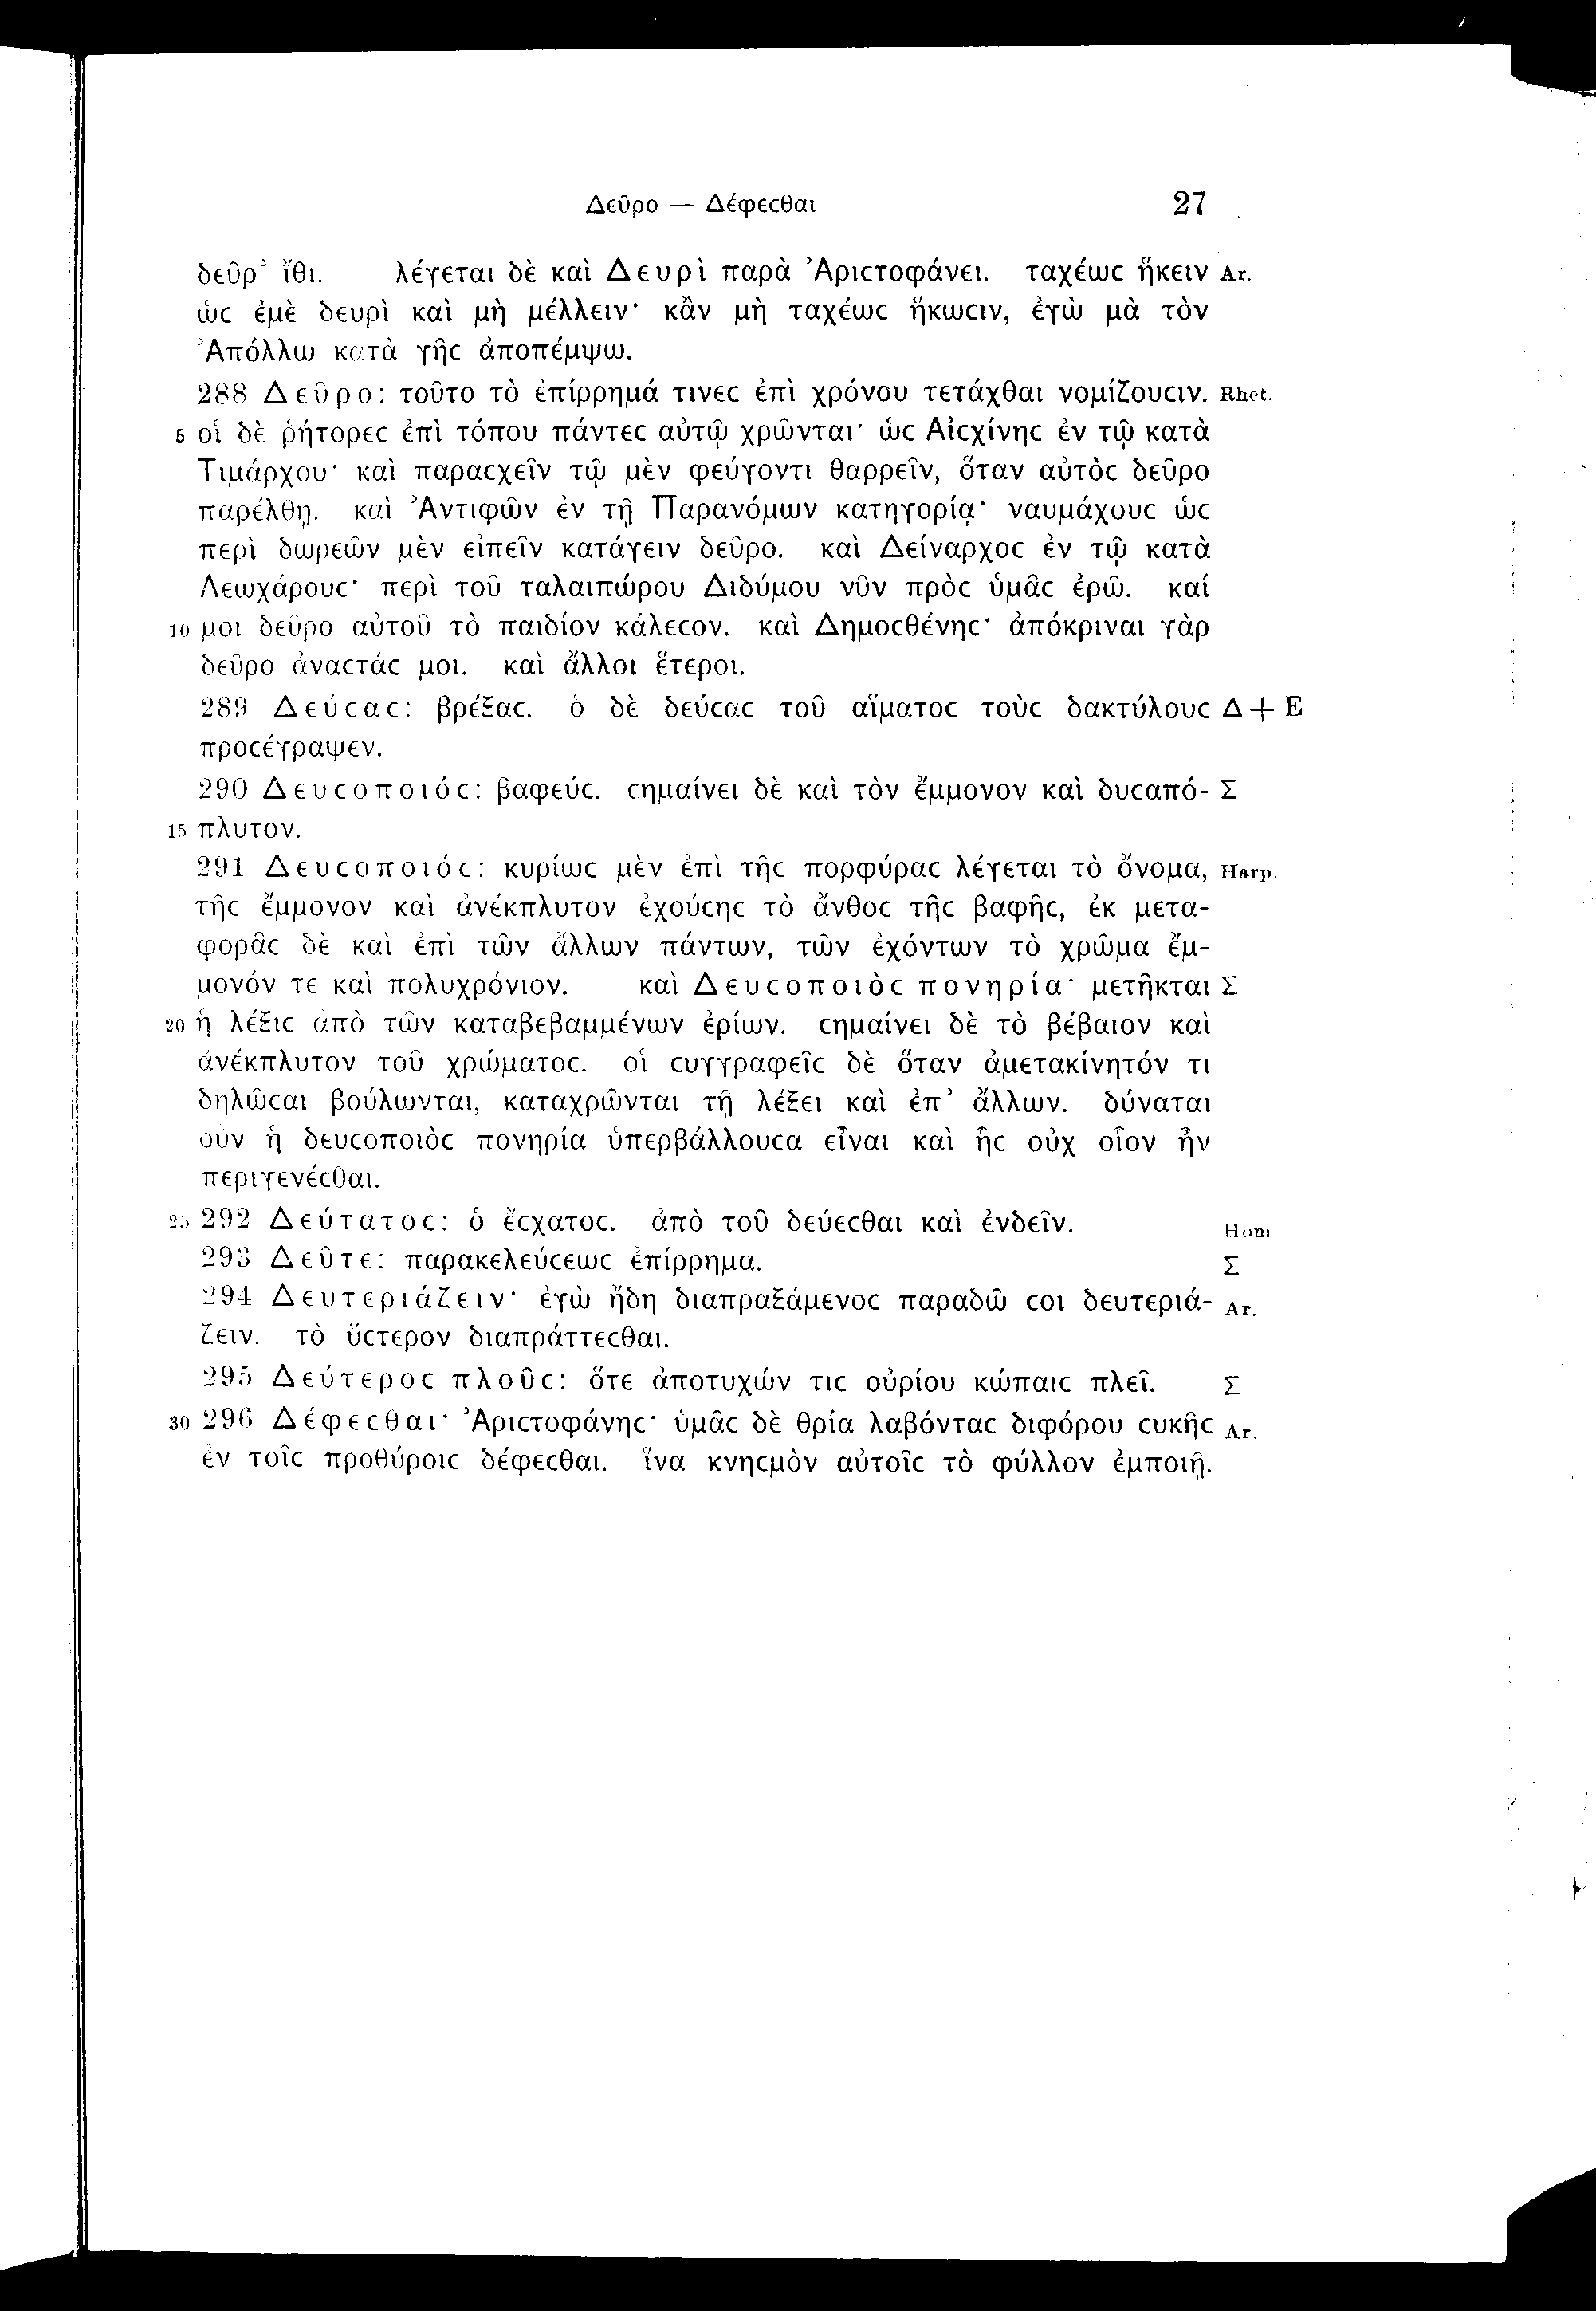 Δεῦρο — Δέφεϲθαι 27
δεῦρ᾽ ἴθι. λέγεται δὲ καὶ Δευρὶ παρὰ Ἀριϲτοφάνει. ταχέωϲ ἥκειν Ar.
ὡϲ ἐμὲ δευρὶ καὶ μὴ μέλλειν· κἂν μὴ ταχέωϲ ἥκωϲιν, ἐγὼ μὰ τὸν
Ἀπόλλω κατὰ γῆϲ ἀποπέμψω.
288 Δεῦρο: τοῦτο τὸ ἐπίρρημά τινεϲ ἐπὶ χρόνου τετάχθαι νομίζουϲιν. Rhet.
5 οἱ δὲ ῥήτορεϲ ἐπὶ τόπου πάντεϲ αὐτῷ χρῶνται· ὡϲ Αἰϲχίνηϲ ἐν τῷ κατὰ
Τιμάρχου· καὶ παραϲχεῖν τῷ μὲν φεύγοντι θαρρεῖν, ὅταν αὐτὸϲ δεῦρο
παρέλθῃ. καὶ Ἀντιφῶν ἐν τῇ Παρανόμων κατηγορίᾳ· ναυμάχουϲ ὡϲ
περὶ δωρεῶν μὲν εἰπεῖν κατάγειν δεῦρο. καὶ Δείναρχοϲ ἐν τῷ κατὰ
Λεωχάρουϲ· περὶ τοῦ ταλαιπώρου Διδύμου νῦν πρὸϲ ὑμᾶϲ ἐρῶ. καί
10 μοι δεῦρο αὐτοῦ τὸ παιδίον κάλεϲον. καὶ Δημοϲθένηϲ· ἀπόκριναι γὰρ
δεῦρο ἀναϲτάϲ μοι. καὶ ἄλλοι ἕτεροι.
289 Δεύϲαϲ: βρέξαϲ. ὁ δὲ δεύϲαϲ τοῦ αἵματοϲ τοὺϲ δακτύλουϲ Δ+E
προϲέγραψεν.
290 Δευϲοποιόϲ: βαφεύϲ. ϲημαίνει δὲ καὶ τὸν ἔμμονον καὶ δυϲαπό- Σ
15 πλυτον.
291 Δευϲοποιόϲ: κυρίωϲ μὲν ἐπὶ τῆϲ πορφύραϲ λέγεται τὸ ὄνομα, Harp.
τῆϲ ἔμμονον καὶ ἀνέκπλυτον ἐχούϲηϲ τὸ ἄνθοϲ τῆϲ βαφῆϲ, ἐκ μετα-
φορᾶϲ δὲ καὶ ἐπὶ τῶν ἄλλων πάντων, τῶν ἐχόντων τὸ χρῶμα ἔμ-
μονόν τε καὶ πολυχρόνιον. καὶ Δευϲοποιὸϲ πονηρία· μετῆκται Σ
20 ἡ λέξιϲ ἀπὸ τῶν καταβεβαμμένων ἐρίων. ϲημαίνει δὲ τὸ βέβαιον καὶ
ἀνέκπλυτον τοῦ χρώματοϲ. οἱ ϲυγγραφεῖϲ δὲ ὅταν ἀμετακίνητόν τι
δηλῶϲαι βούλωνται, καταχρῶνται τῇ λέξει καὶ ἐπ᾽ ἄλλων. δύναται
οὖν ἡ δευϲοποιὸϲ πονηρία ὑπερβάλλουϲα εἶναι καὶ ἧϲ οὐχ οἷον ἦν
περιγενέϲθαι.
25 292 Δεύτατοϲ: ὁ ἔϲχατοϲ. ἀπὸ τοῦ δεύεϲθαι καὶ ἐνδεῖν. Hom.
293 Δεῦτε: παρακελεύϲεωϲ ἐπίρρημα. Σ
294 Δευτεριάζειν· ἐγὼ ἤδη διαπραξάμενοϲ παραδῶ ϲοι δευτεριά- Ar.
ζειν. τὸ ὕϲτερον διαπράττεϲθαι.
295 Δεύτεροϲ πλοῦϲ: ὅτε ἀποτυχών τιϲ οὐρίου κώπαιϲ πλεῖ. Σ
30 296 Δέφεϲθαι· Ἀριϲτοφάνηϲ· ὑμᾶϲ δὲ θρία λαβόνταϲ διφόρου ϲυκῆϲ Ar.
ἐν τοῖϲ προθύροιϲ δέφεϲθαι. ἵνα κνηϲμὸν αὐτοῖϲ τὸ φύλλον ἐμποιῇ.